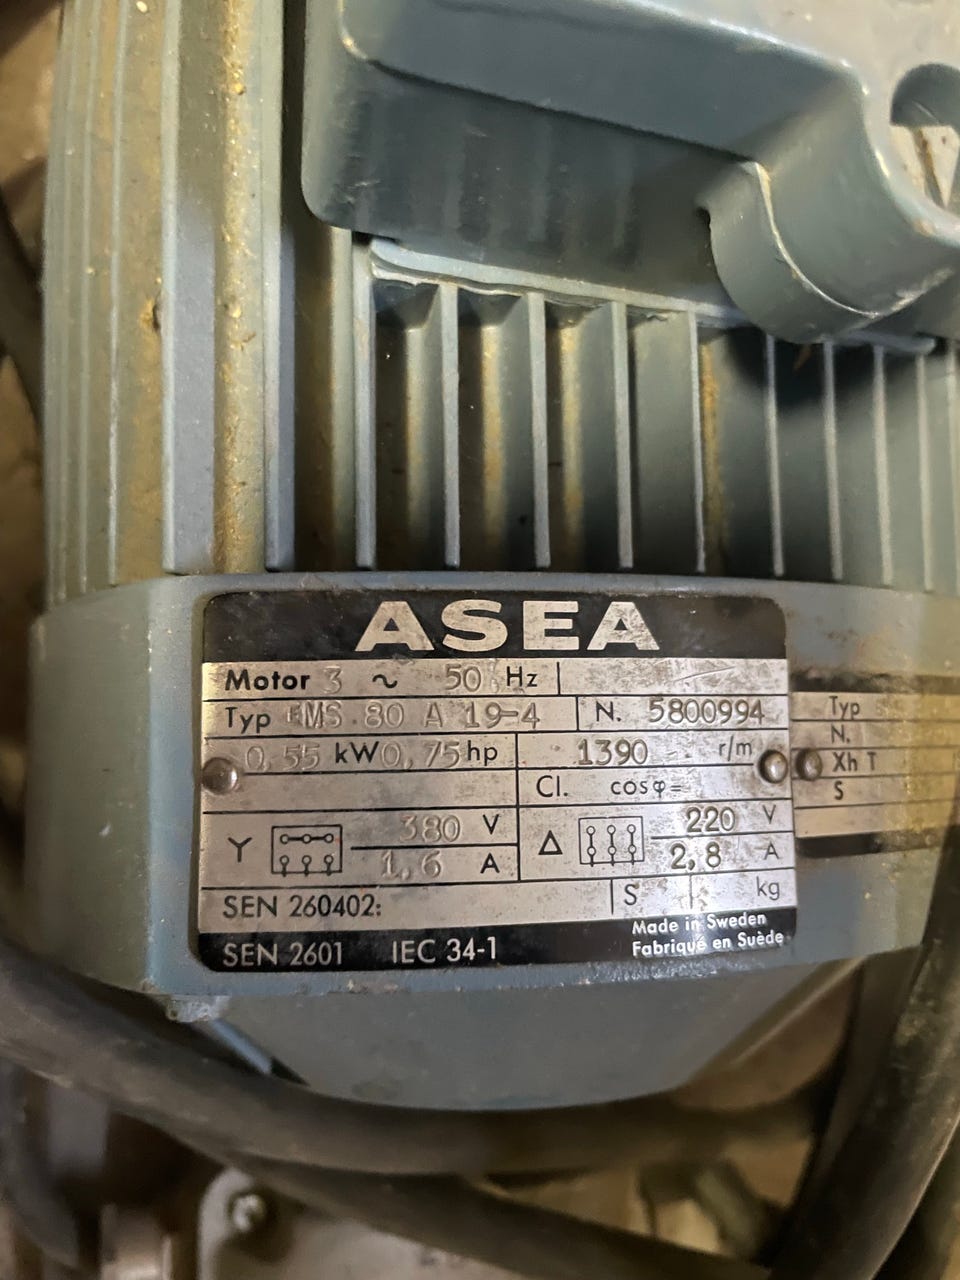 ASEA
Motor 3 ~ 50 Hz
Typ MS 80 A 19-4 N. 5800994
0,55 kW 0,75 hp 1390 r/m
Cl. cosφ=
Y 380 V Δ 220 V
1,6 A 2,8 A
SEN 260402: S kg
SEN 2601 IEC 34-1 Made in Sweden
Fabriqué en Suède
Typ
N.
Xh T
S